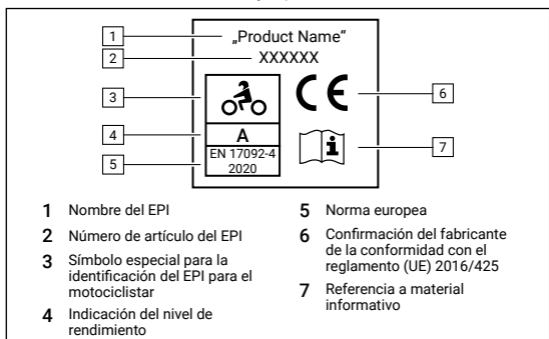 1
„Product Name“
2
XXXXXX
3
CE
6
4
A
i
7
5
EN 17092-4
2020
1 Nombre del EPI
2 Número de artículo del EPI
3 Símbolo especial para la
identificación del EPI para el
motociclistar
4 Indicación del nivel de
rendimiento
5 Norma europea
6 Confirmación del fabricante
de la conformidad con el
reglamento (UE) 2016/425
7 Referencia a material
informativo